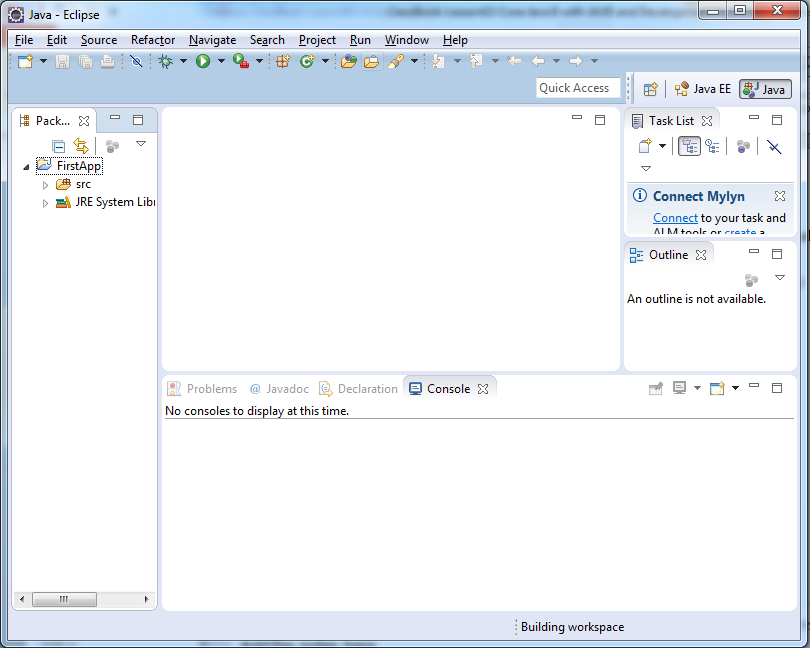 Java - Eclipse
File Edit Source Refactor Navigate Search Project Run Window Help
Quick Access
Java EE Java
Pack...
FirstApp
src
JRE System Libr
Task List
Connect Mylyn
Connect to your task and
ALM tools or create a
Outline
An outline is not available.
Problems @ Javadoc Declaration Console
No consoles to display at this time.
Building workspace